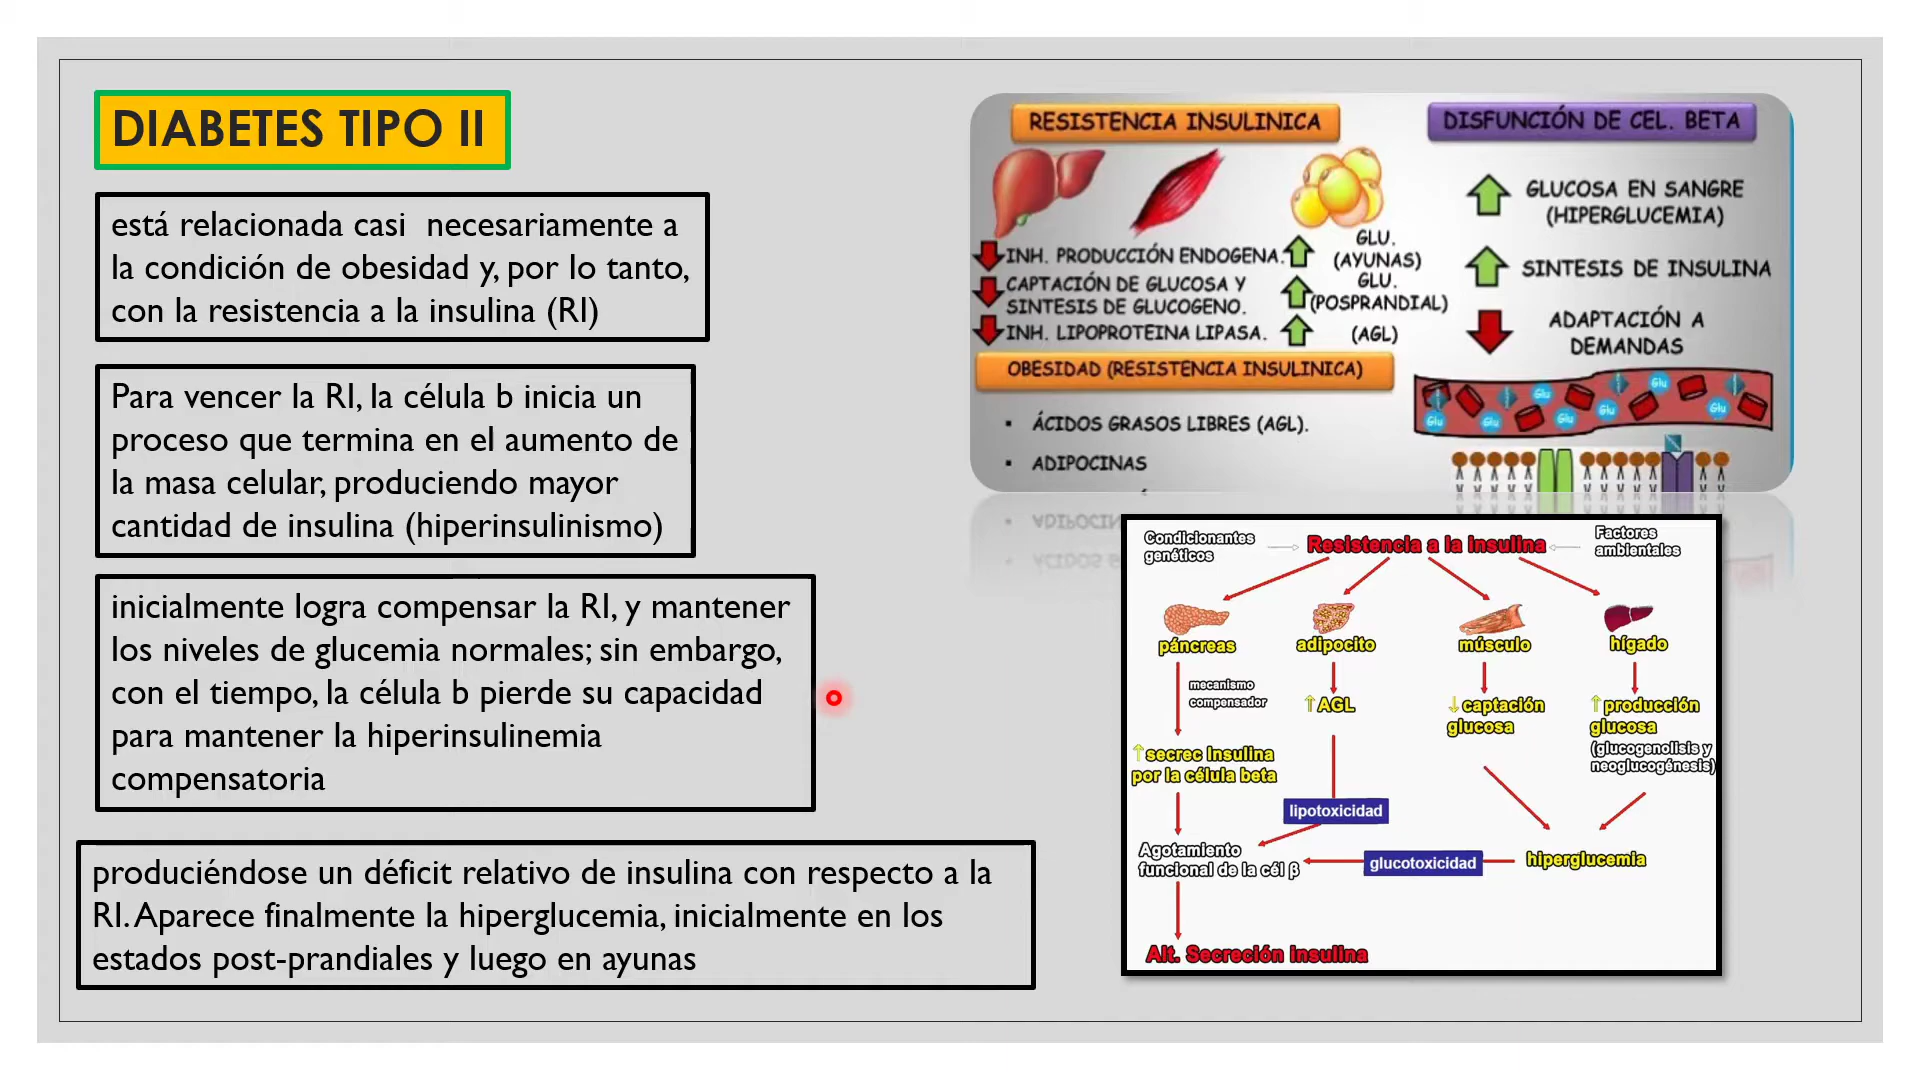 DIABETES TIPO II
está relacionada casi necesariamente a
la condición de obesidad y, por lo tanto,
con la resistencia a la insulina (RI)
Para vencer la RI, la célula b inicia un
proceso que termina en el aumento de
la masa celular, produciendo mayor
cantidad de insulina (hiperinsulinismo)
inicialmente logra compensar la RI, y mantener
los niveles de glucemia normales; sin embargo,
con el tiempo, la célula b pierde su capacidad
para mantener la hiperinsulinemia
compensatoria
produciéndose un déficit relativo de insulina con respecto a la
RI. Aparece finalmente la hiperglucemia, inicialmente en los
estados post-prandiales y luego en ayunas
RESISTENCIA INSULINICA
INH. PRODUCCIÓN ENDOGENA.
CAPTACIÓN DE GLUCOSA Y
SINTESIS DE GLUCOGENO.
INH. LIPOPROTEINA LIPASA.
GLU.
(AYUNAS)
GLU.
(POSPRANDIAL)
(AGL)
OBESIDAD (RESISTENCIA INSULINICA)
▪ ÁCIDOS GRASOS LIBRES (AGL).
▪ ADIPOCINAS
DISFUNCIÓN DE CEL. BETA
GLUCOSA EN SANGRE
(HIPERGLUCEMIA)
SINTESIS DE INSULINA
ADAPTACIÓN A
DEMANDAS
Glu
Glu
Glu
Glu
Glu
Glu
Glu
Condicionantes
genéticos
Resistencia a la insulina
Factores
ambientales
páncreas
adipocito
músculo
hígado
mecanismo
compensador
↑AGL
↓captación
glucosa
↑producción
glucosa
(glucogenolisis y
neoglucogénesis)
↑secrec Insulina
por la célula beta
lipotoxicidad
Agotamiento
funcional de la cél β
glucotoxicidad
hiperglucemia
Alt. Secreción insulina